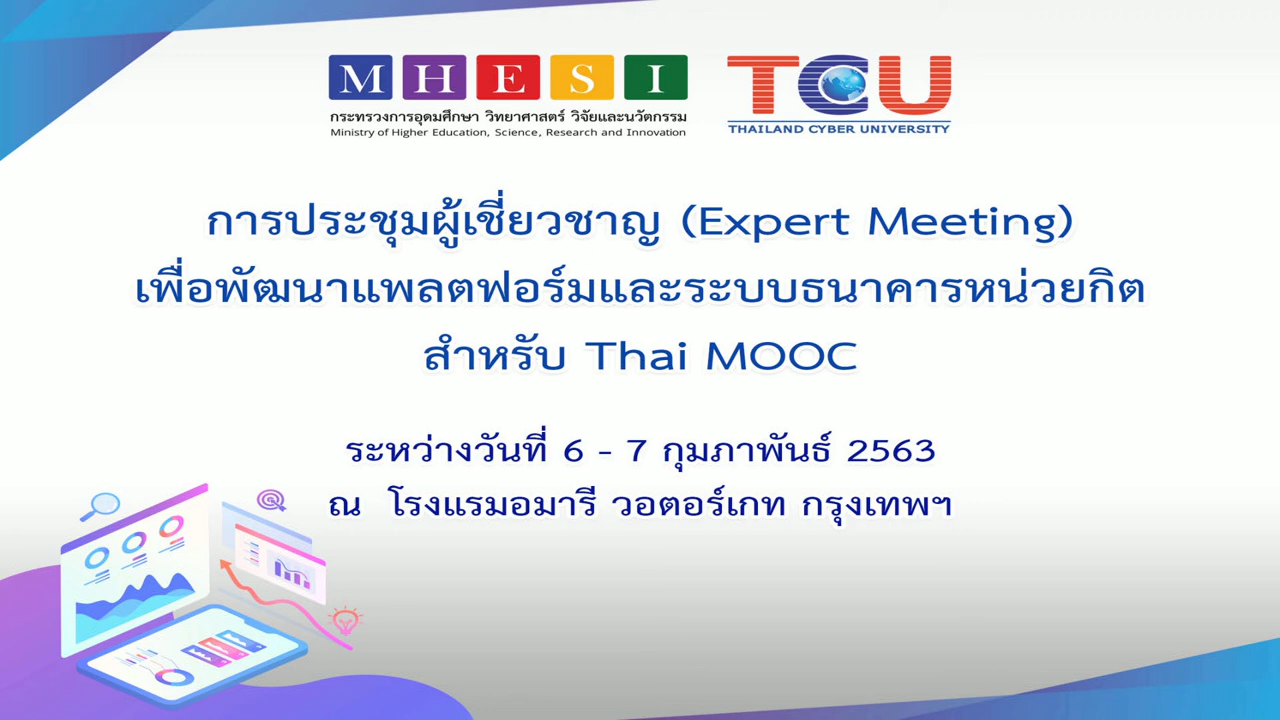 MHESI
กระทรวงการอุดมศึกษา วิทยาศาสตร์ วิจัยและนวัตกรรม
Ministry of Higher Education, Science, Research and Innovation
TCU
THAILAND CYBER UNIVERSITY
การประชุมผู้เชี่ยวชาญ (Expert Meeting)
เพื่อพัฒนาแพลตฟอร์มและระบบธนาคารหน่วยกิต
สำหรับ Thai MOOC
ระหว่างวันที่ 6 - 7 กุมภาพันธ์ 2563
ณ โรงแรมอมารี วอตอร์เกท กรุงเทพฯ